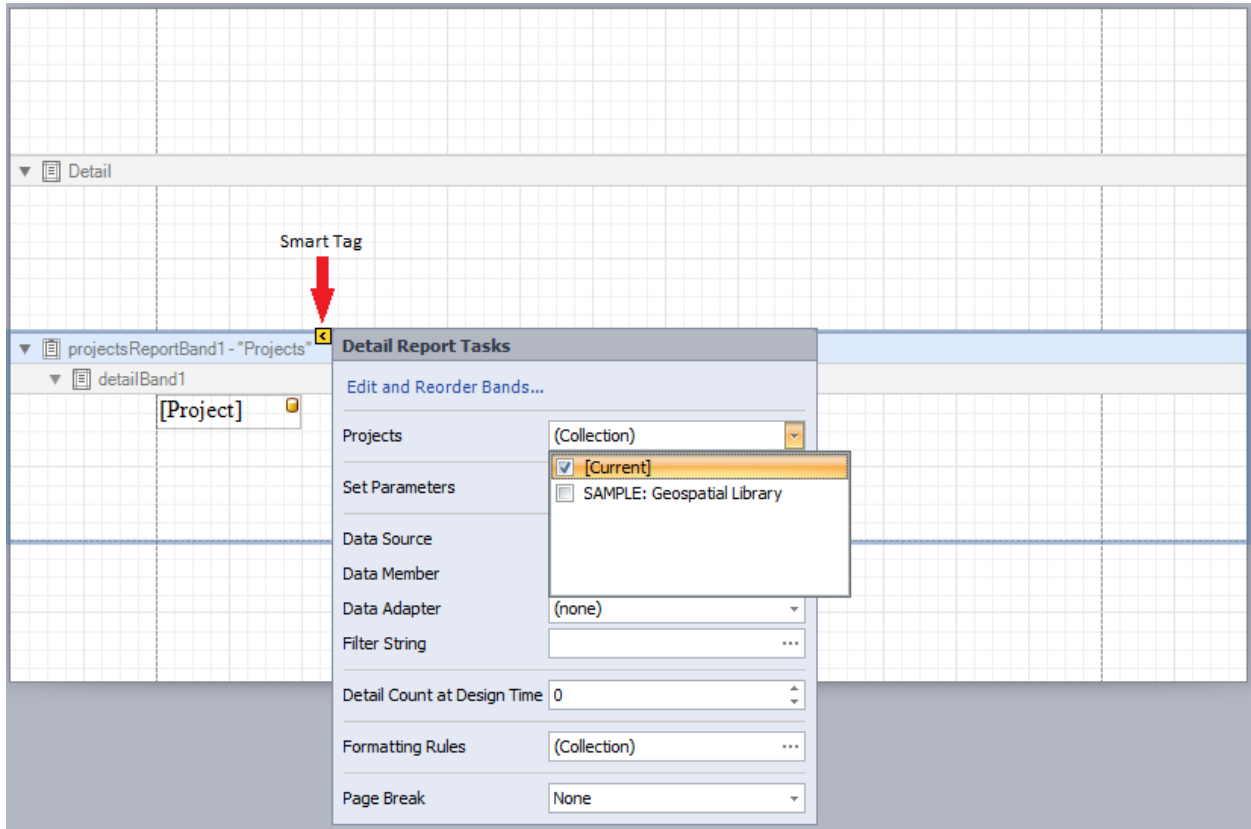 Detail
Smart Tag
projectsReportBand1 - "Projects"
Detail Report Tasks
detailBand1
Edit and Reorder Bands...
[Project]
Projects (Collection)
[Current]
Set Parameters
SAMPLE: Geospatial Library
Data Source
Data Member
Data Adapter (none)
Filter String ...
Detail Count at Design Time 0
Formatting Rules (Collection) ...
Page Break None